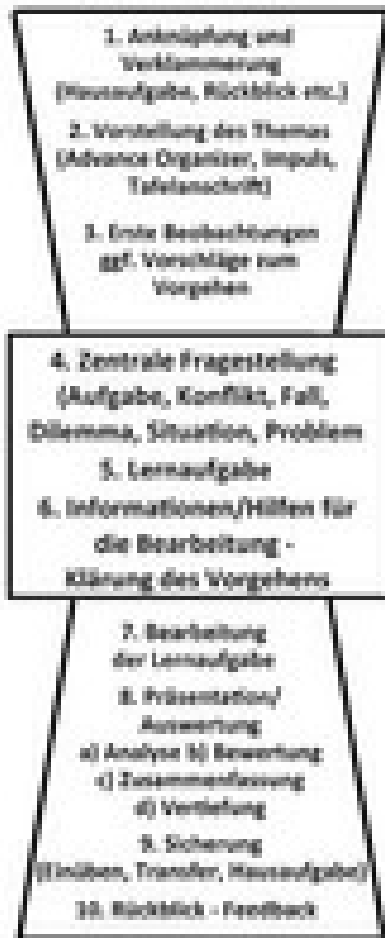 1. Anknüpfung und
Verklammerung
(Hausaufgabe, Rückblick etc.)
2. Vorstellung des Themas
(Advance Organizer, Impuls,
Tafelanschrift)
3. Erste Beobachtungen
ggf. Vorschläge zum
Vorgehen
4. Zentrale Fragestellung
(Aufgabe, Konflikt, Fall,
Dilemma, Situation, Problem
5. Lernaufgabe
6. Informationen/Hilfen für
die Bearbeitung -
Klärung des Vorgehens
7. Bearbeitung
der Lernaufgabe
8. Präsentation/
Auswertung
a) Analyse b) Bewertung
c) Zusammenfassung
d) Vertiefung
9. Sicherung
(Einüben, Transfer, Hausaufgabe)
10. Rückblick - Feedback